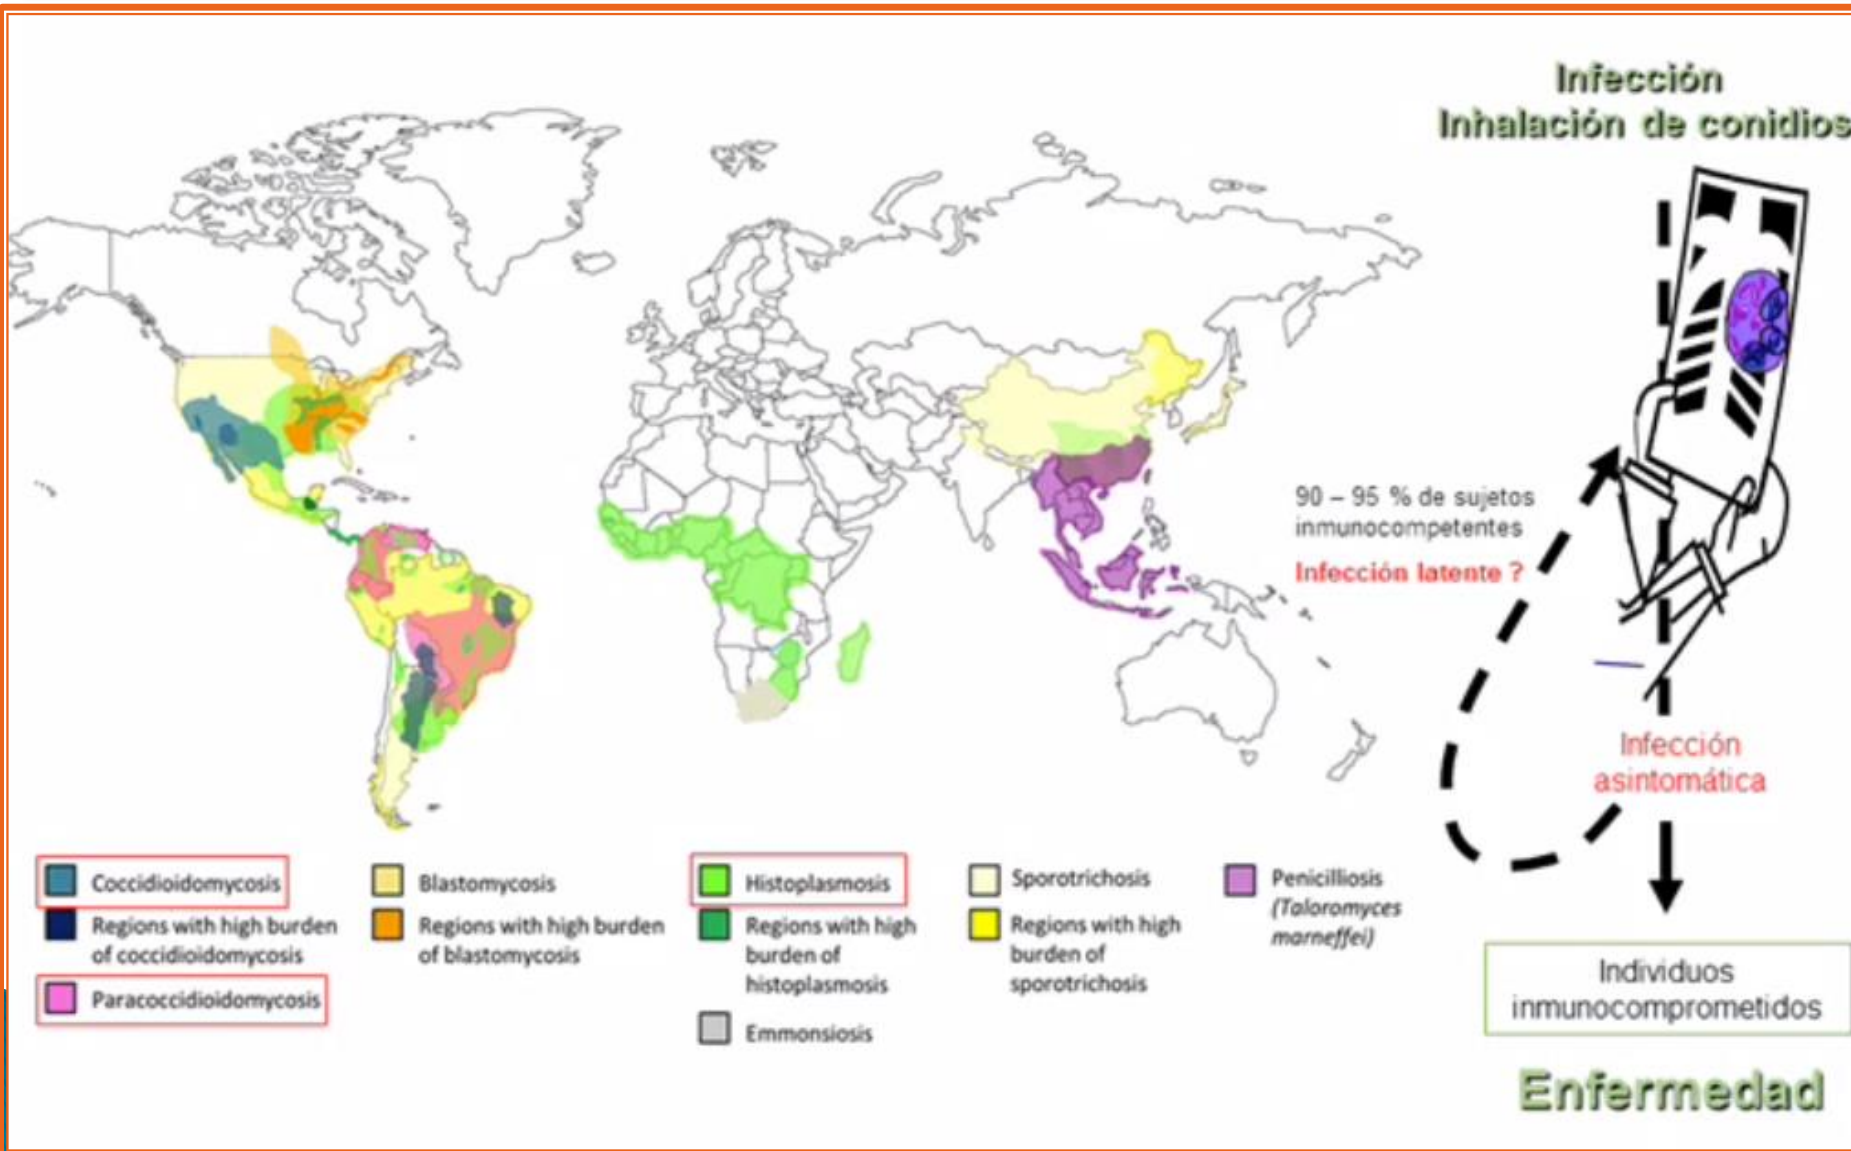 Infección
Inhalación de conidios
90 – 95 % de sujetos
inmunocompetentes
Infección latente ?
Infección
asintomática
Individuos
inmunocomprometidos
Enfermedad
Coccidioidomycosis
Regions with high burden
of coccidioidomycosis
Paracoccidioidomycosis
Blastomycosis
Regions with high burden
of blastomycosis
Histoplasmosis
Regions with high
burden of
histoplasmosis
Emmonsiosis
Sporotrichosis
Regions with high
burden of
sporotrichosis
Penicilliosis
(Taloromyces
marneffei)